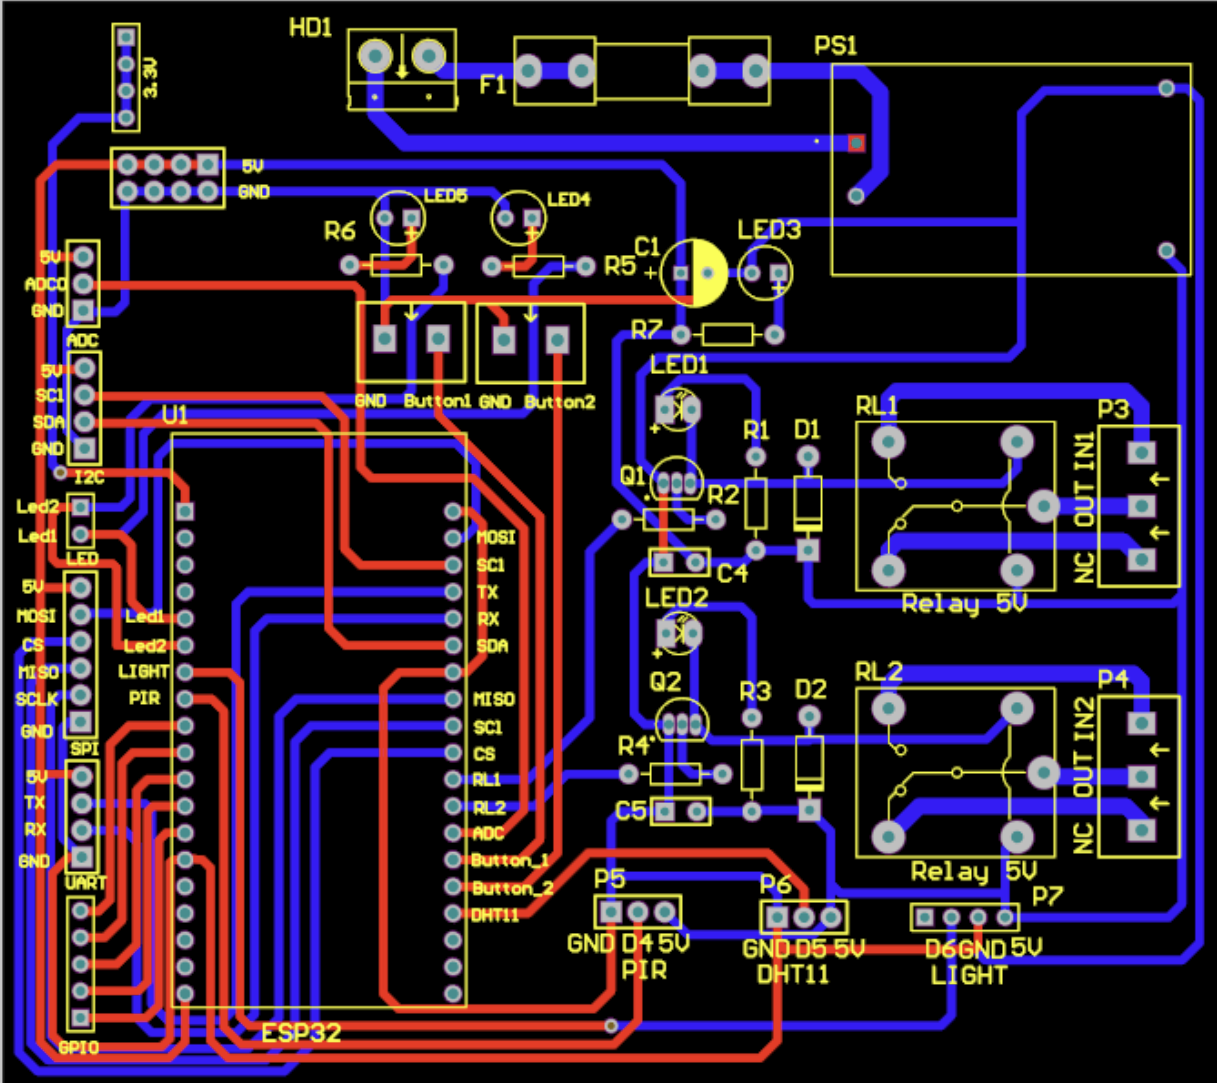 HD1
PS1
F1
3.3V
5V
GND
LED5
LED4
R6
R5
C1
LED3
+
+
+
+
5V
ADC0
GND
ADC
R7
LED1
+
5V
SCl
SDA
GND
I2C
GND Button1 GND Button2
U1
RL1
P3
R1
D1
Q1
R2
OUT IN1
NC
Led2
Led1
LED
MOSI
SCl
TX
RX
SDA
C4
LED2
+
Relay 5V
5V
MOSI
CS
MISO
SCLK
GND
SPI
Led1
Led2
LIGHT
PIR
MISO
SCl
CS
RL1
RL2
ADC
Button_1
Button_2
DHT11
Q2
R3
D2
RL2
P4
R4
C5
OUT IN2
NC
Relay 5V
5V
TX
RX
GND
UART
P5
P6
P7
GND D4 5V
PIR
GND D5 5V
DHT11
D6 GND 5V
LIGHT
ESP32
GPIO